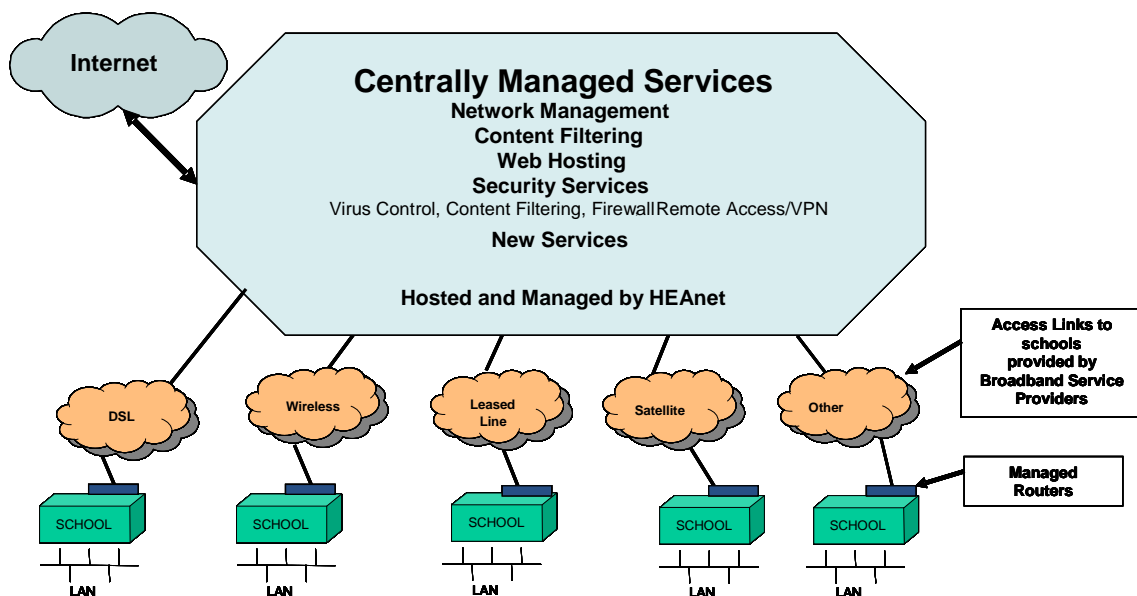 Internet
Centrally Managed Services
Network Management
Content Filtering
Web Hosting
Security Services
Virus Control, Content Filtering, FirewallRemote Access/VPN
New Services
Hosted and Managed by HEAnet
Access Links to
schools
provided by
Broadband Service
Providers
DSL
Wireless
Leased
Line
Satellite
Other
Managed
Routers
SCHOOL
SCHOOL
SCHOOL
SCHOOL
SCHOOL
LAN
LAN
LAN
LAN
LAN